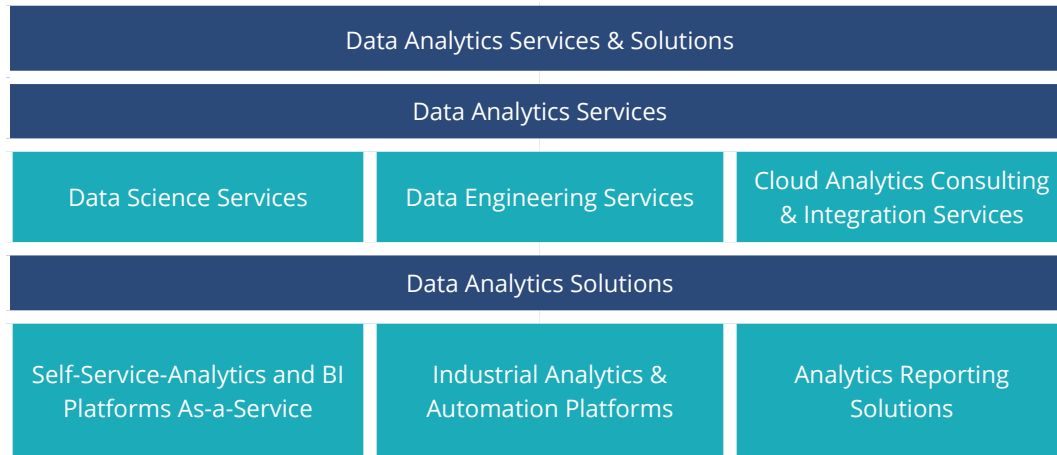 Data Analytics Services & Solutions
Data Analytics Services
Data Science Services
Data Engineering Services
Cloud Analytics Consulting
& Integration Services
Data Analytics Solutions
Self-Service-Analytics and BI
Platforms As-a-Service
Industrial Analytics &
Automation Platforms
Analytics Reporting
Solutions